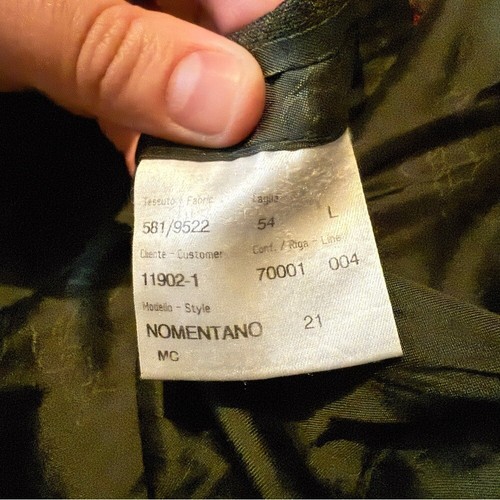 Tessuto - Fabric Taglia
581/9522 54 L
Cliente - Customer Conf. / Riga - Line
11902-1 70001 004
Modello - Style
NOMENTANO 21
MC